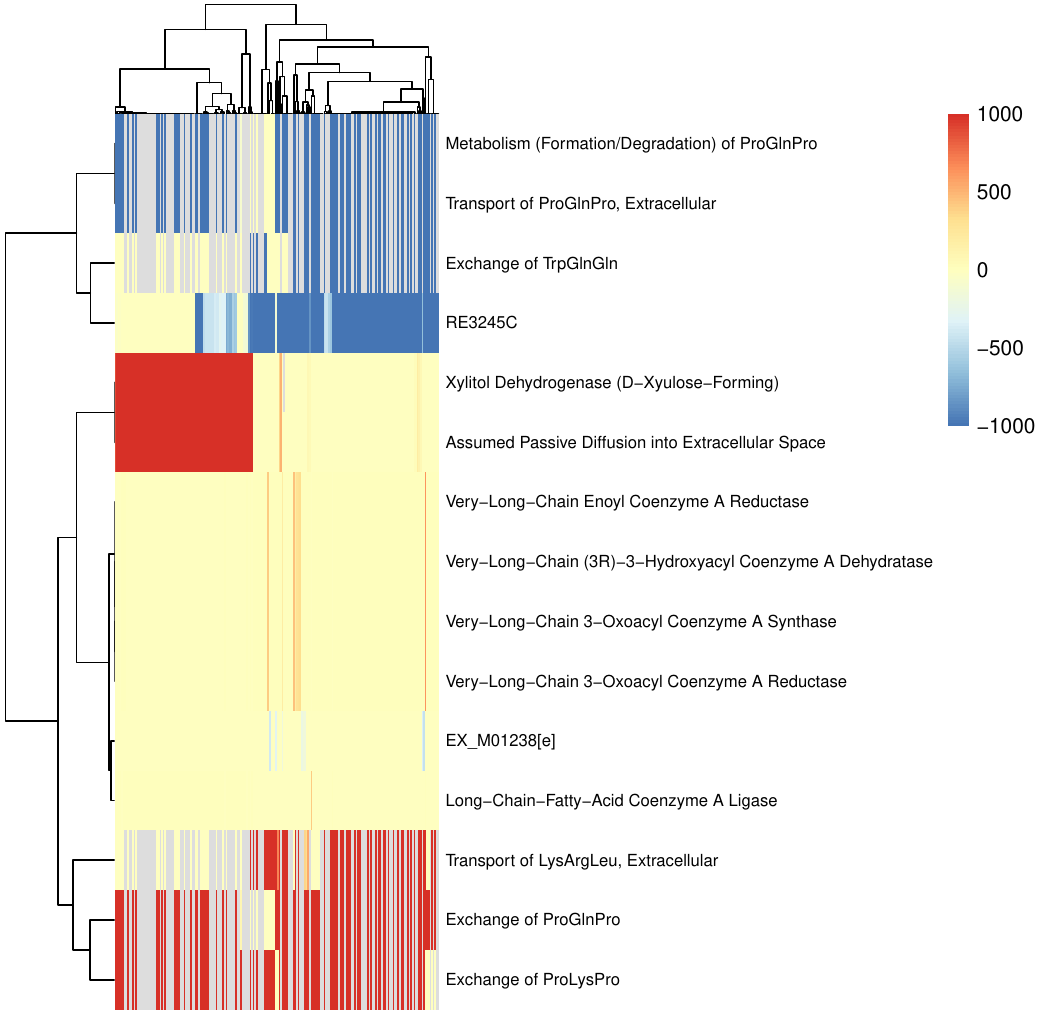 Metabolism (Formation/Degradation) of ProGlnPro
Transport of ProGlnPro, Extracellular
Exchange of TrpGlnGln
RE3245C
Xylitol Dehydrogenase (D−Xyulose−Forming)
Assumed Passive Diffusion into Extracellular Space
Very−Long−Chain Enoyl Coenzyme A Reductase
Very−Long−Chain (3R)−3−Hydroxyacyl Coenzyme A Dehydratase
Very−Long−Chain 3−Oxoacyl Coenzyme A Synthase
Very−Long−Chain 3−Oxoacyl Coenzyme A Reductase
EX_M01238[e]
Long−Chain−Fatty−Acid Coenzyme A Ligase
Transport of LysArgLeu, Extracellular
Exchange of ProGlnPro
Exchange of ProLysPro
1000
500
0
−500
−1000